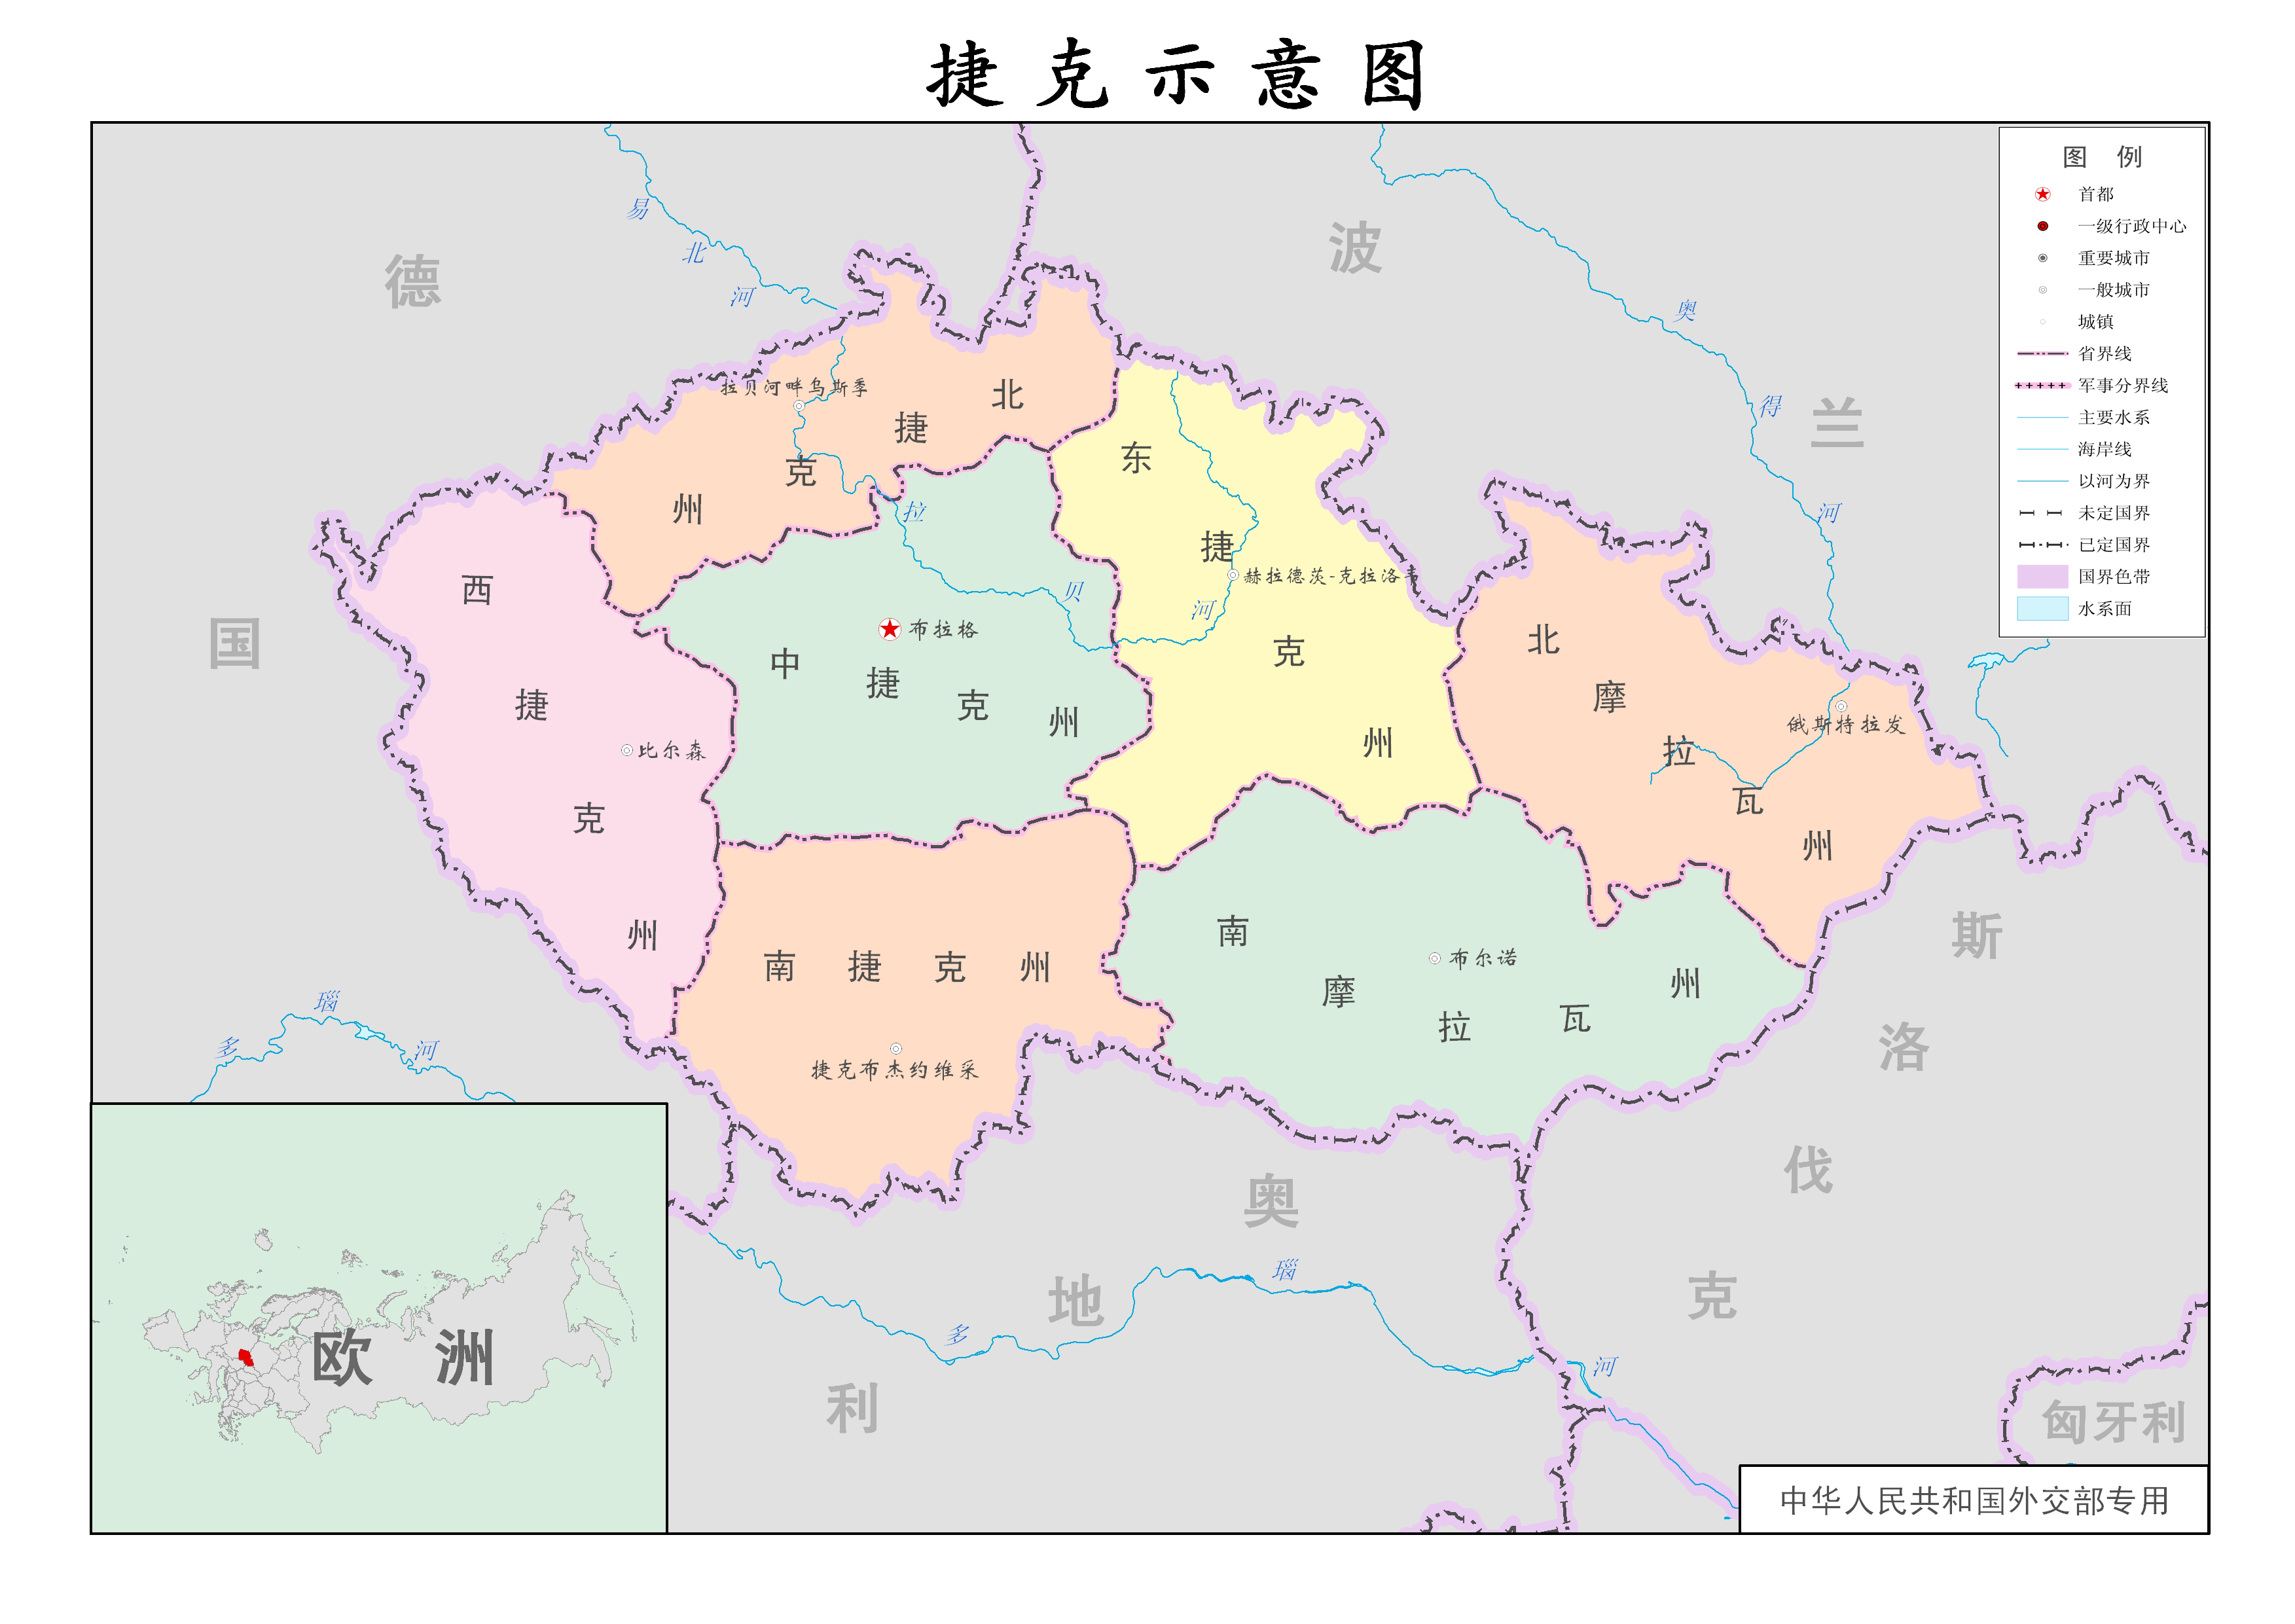 捷克示意图
图 例
首都
一级行政中心
重要城市
一般城市
城镇
省界线
军事分界线
主要水系
海岸线
以河为界
未定国界
已定国界
国界色带
水系面
德国
波兰
斯洛伐克
奥地利
匈牙利
易北河
奥得河
拉贝河
多瑙河
多瑙河
北捷克州
拉贝河畔乌斯季
东捷克州
赫拉德茨-克拉洛韦
西捷克州
比尔森
中捷克州
布拉格
北摩拉瓦州
俄斯特拉发
南捷克州
捷克布杰约维采
南摩拉瓦州
布尔诺
欧洲
中华人民共和国外交部专用